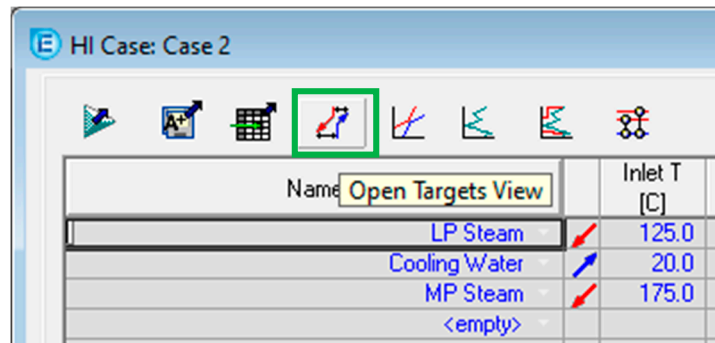 E HI Case: Case 2
A+
Name Open Targets View Inlet T
[C]
LP Steam 125.0
Cooling Water 20.0
MP Steam 175.0
<empty>